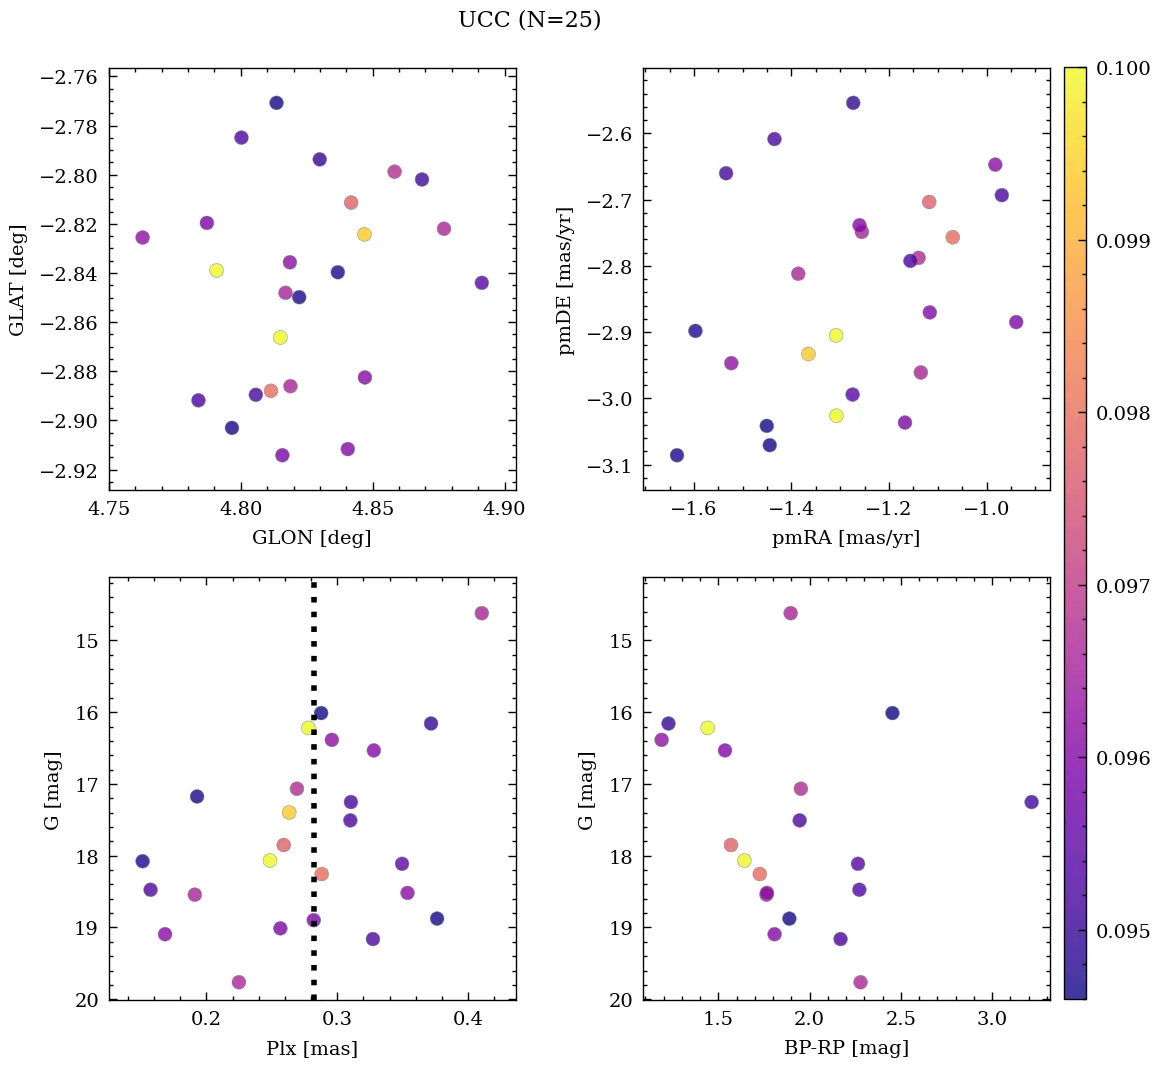 UCC (N=25)
−2.76
−2.78
−2.80
−2.82
−2.84
−2.86
−2.88
−2.90
−2.92
GLAT [deg]
4.75 4.80 4.85 4.90
GLON [deg]
−2.6
−2.7
−2.8
−2.9
−3.0
−3.1
pmDE [mas/yr]
−1.6 −1.4 −1.2 −1.0
pmRA [mas/yr]
15
16
17
18
19
20
G [mag]
0.2 0.3 0.4
Plx [mas]
15
16
17
18
19
20
G [mag]
1.5 2.0 2.5 3.0
BP-RP [mag]
0.100
0.099
0.098
0.097
0.096
0.095